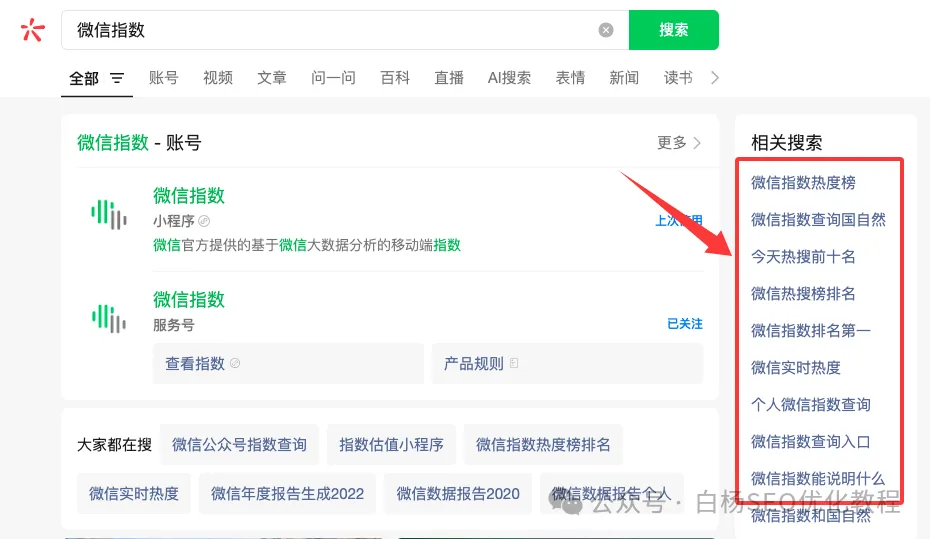 微信指数
搜索
全部 账号 视频 文章 问一问 百科 直播 AI搜索 表情 新闻 读书
微信指数 - 账号
更多
微信指数
小程序
上次使用
微信官方提供的基于微信大数据分析的移动端指数
微信指数
服务号
已关注
查看指数
产品规则
大家都在搜 微信公众号指数查询 指数估值小程序 微信指数热度榜排名
微信实时热度 微信年度报告生成2022 微信数据报告2020 微信数据报告个人
相关搜索
微信指数热度榜
微信指数查询国自然
今天热搜前十名
微信热搜榜排名
微信指数排名第一
微信实时热度
个人微信指数查询
微信指数查询入口
微信指数能说明什么
微信指数和国自然
公众号 · 白杨SEO优化教程